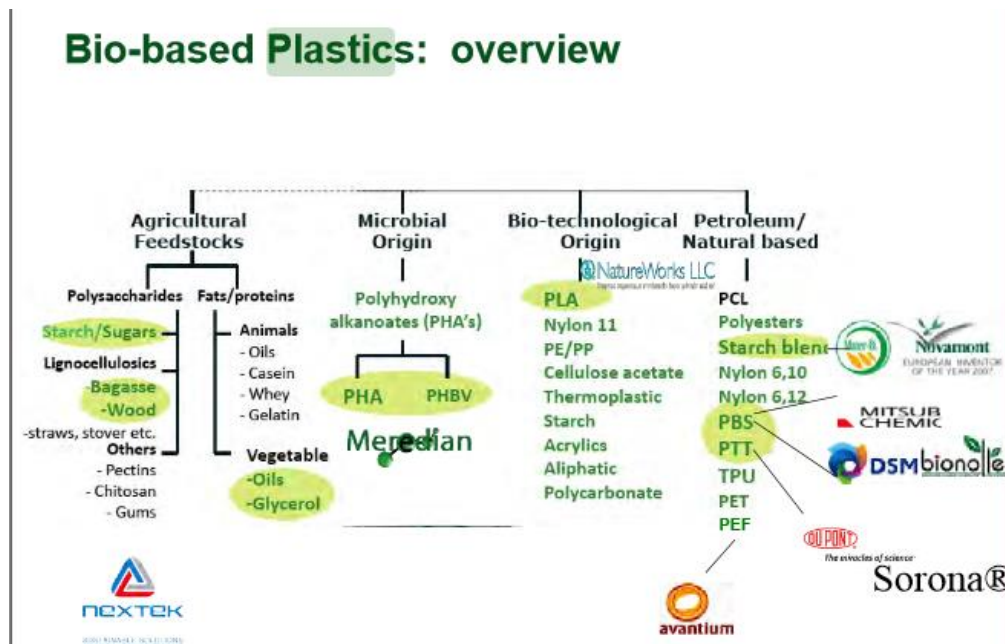 Bio-based Plastics: overview
Agricultural
Feedstocks
Polysaccharides
Starch/Sugars
Lignocellulosics
-Bagasse
-Wood
-straws, stover etc.
Others
- Pectins
- Chitosan
- Gums
Fats/proteins
Animals
- Oils
- Casein
- Whey
- Gelatin
Vegetable
-Oils
-Glycerol
Microbial
Origin
Polyhydroxy
alkanoates (PHA's)
PHA
PHBV
Meredian
Bio-technological
Origin
NatureWorks LLC
PLA
Nylon 11
PE/PP
Cellulose acetate
Thermoplastic
Starch
Acrylics
Aliphatic
Polycarbonate
Petroleum/
Natural based
PCL
Polyesters
Starch blend
Nylon 6,10
Nylon 6,12
PBS
PTT
TPU
PET
PEF
Novamont
EUROPEAN INVENTOR
OF THE YEAR 2007
MITSUB
CHEMIC
DSM bionolle
DUPONT
The miracles of science
Sorona®
avantium
nexTek